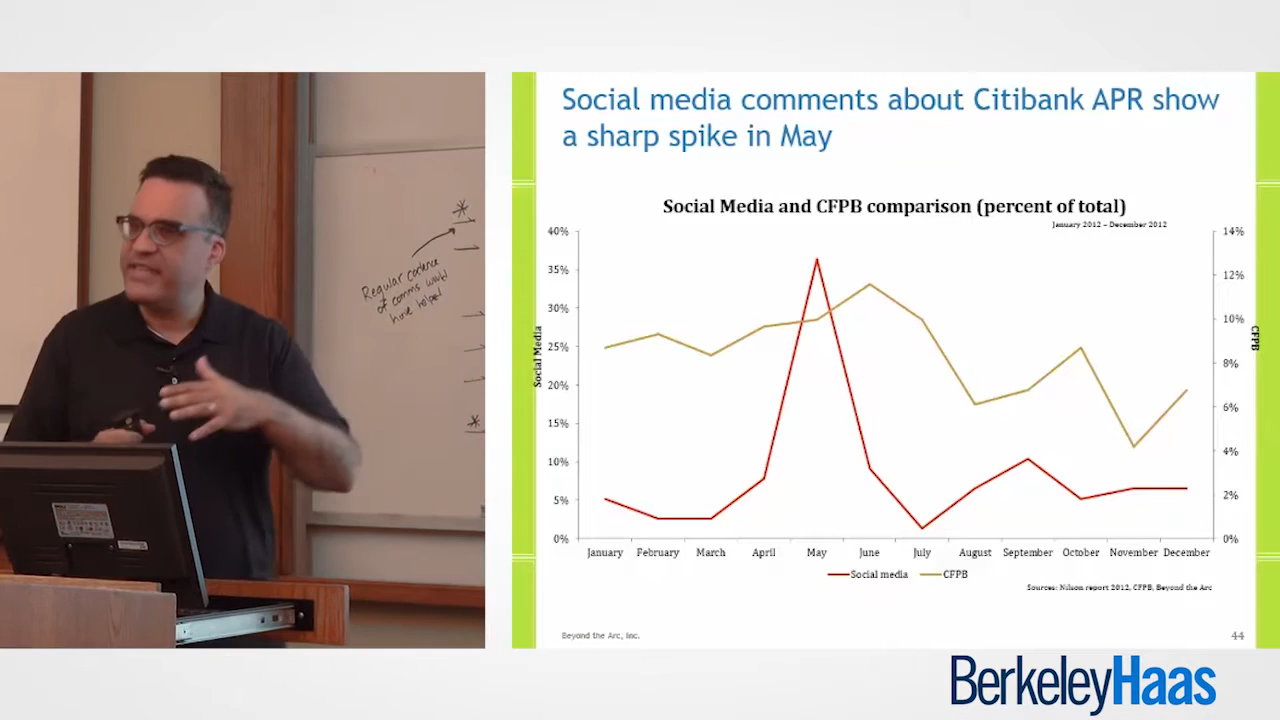 Social media comments about Citibank APR show
a sharp spike in May
Social Media and CFPB comparison (percent of total)
January 2012 – December 2012
40%
35%
30%
25%
20%
15%
10%
5%
0%
Social Media
14%
12%
10%
8%
6%
4%
2%
0%
CFPB
January February March April May June July August September October November December
Social media CFPB
Sources: Nilson report 2012, CFPB, Beyond the Arc
Beyond the Arc, Inc.
44
Regular cadence
of comms would
have helped
DELL
BerkeleyHaas